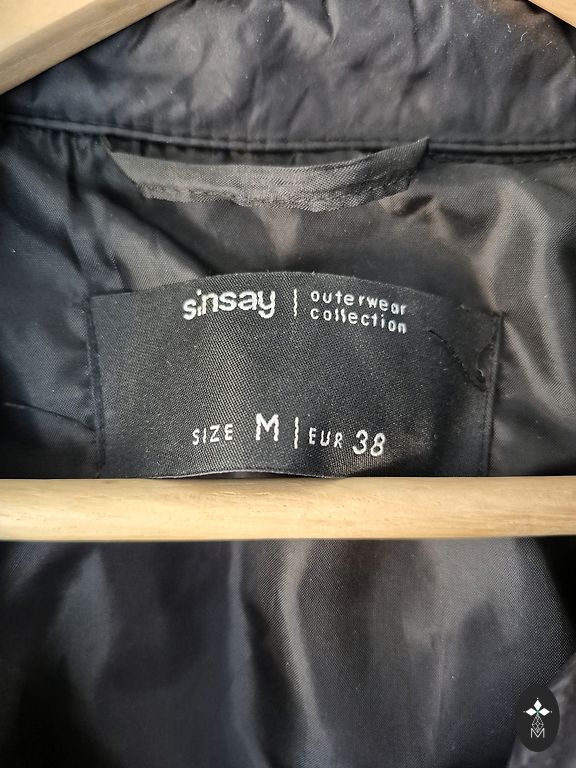 sinsay | outerwear
collection
SIZE M | EUR 38
M